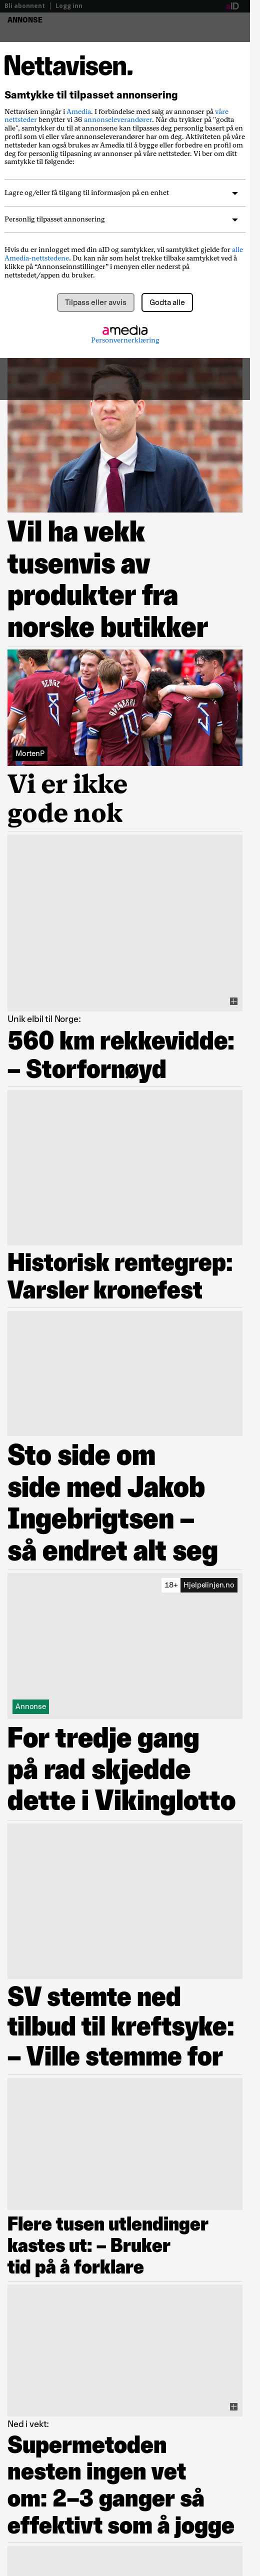 Bli abonnent | Logg inn
aID
ANNONSE
Nettavisen.
Samtykke til tilpasset annonsering
Nettavisen inngår i Amedia. I forbindelse med salg av annonser på våre
nettsteder benytter vi 36 annonseleverandører. Når du trykker på "godta
alle", samtykker du til at annonsene kan tilpasses deg personlig basert på en
profil som vi eller våre annonseleverandører har om deg. Aktiviteten på våre
nettsteder kan også brukes av Amedia til å bygge eller forbedre en profil om
deg for personlig tilpasning av annonser på våre nettsteder. Vi ber om ditt
samtykke til følgende:
Lagre og/eller få tilgang til informasjon på en enhet
Personlig tilpasset annonsering
Hvis du er innlogget med din aID og samtykker, vil samtykket gjelde for alle
Amedia-nettstedene. Du kan når som helst trekke tilbake samtykket ved å
klikke på “Annonseinnstillinger” i menyen eller nederst på
nettstedet/appen du bruker.
Tilpass eller avvis
Godta alle
amedia
Personvernerklæring
Vil ha vekk
tusenvis av
produkter fra
norske butikker
MortenP
Vi er ikke
gode nok
Unik elbil til Norge:
560 km rekkevidde:
– Storfornøyd
Historisk rentegrep:
Varsler kronefest
Sto side om
side med Jakob
Ingebrigtsen –
så endret alt seg
18+ Hjelpelinjen.no
Annonse
For tredje gang
på rad skjedde
dette i Vikinglotto
SV stemte ned
tilbud til kreftsyke:
– Ville stemme for
Flere tusen utlendinger
kastes ut: – Bruker
tid på å forklare
Ned i vekt:
Supermetoden
nesten ingen vet
om: 2–3 ganger så
effektivt som å jogge